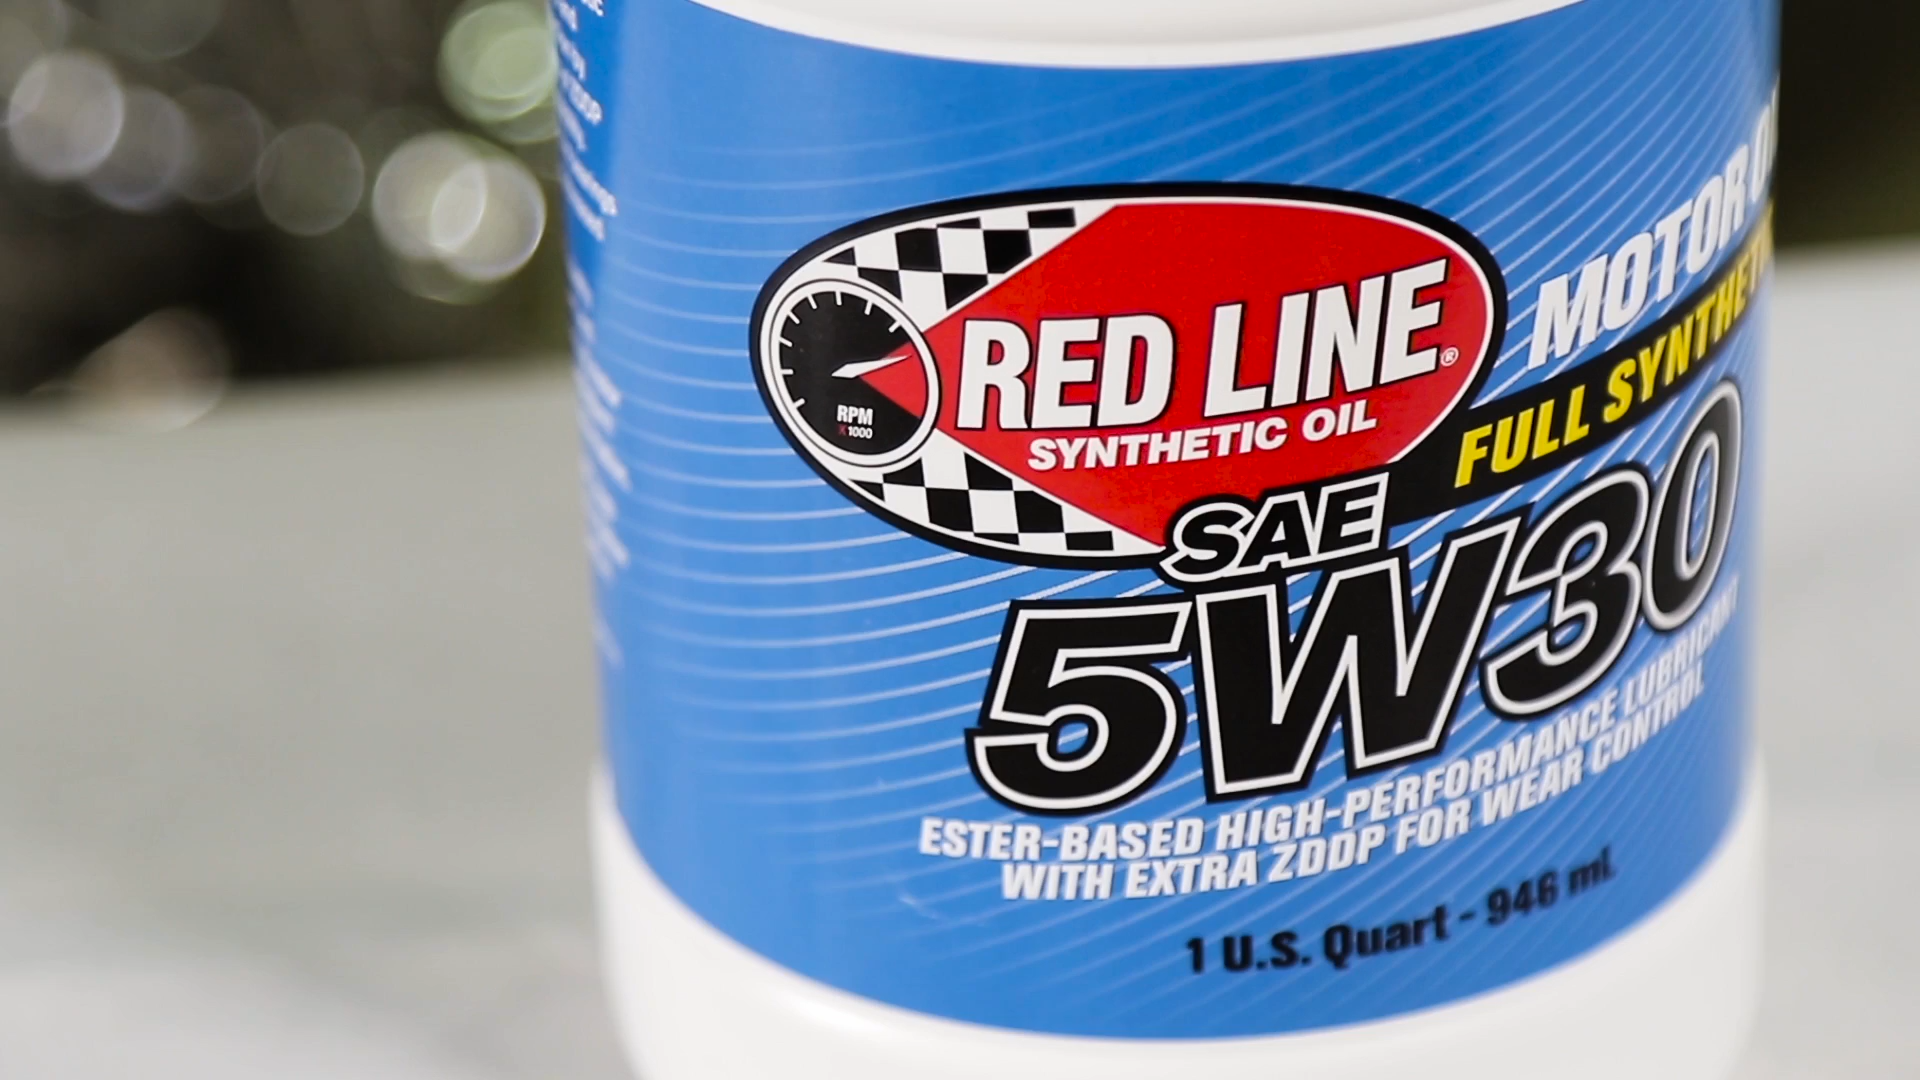 RPM
X1000
RED LINE®
SYNTHETIC OIL
MOTOR
FULL SYNTHETIC
SAE
5W30
ESTER-BASED HIGH-PERFORMANCE LUBRICANT
WITH EXTRA ZDDP FOR WEAR CONTROL
1 U.S. Quart - 946 mL